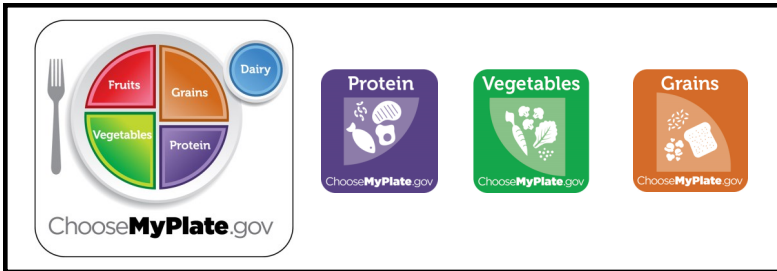 Fruits
Grains
Dairy
Vegetables
Protein
ChooseMyPlate.gov
Protein
ChooseMyPlate.gov
Vegetables
ChooseMyPlate.gov
Grains
ChooseMyPlate.gov